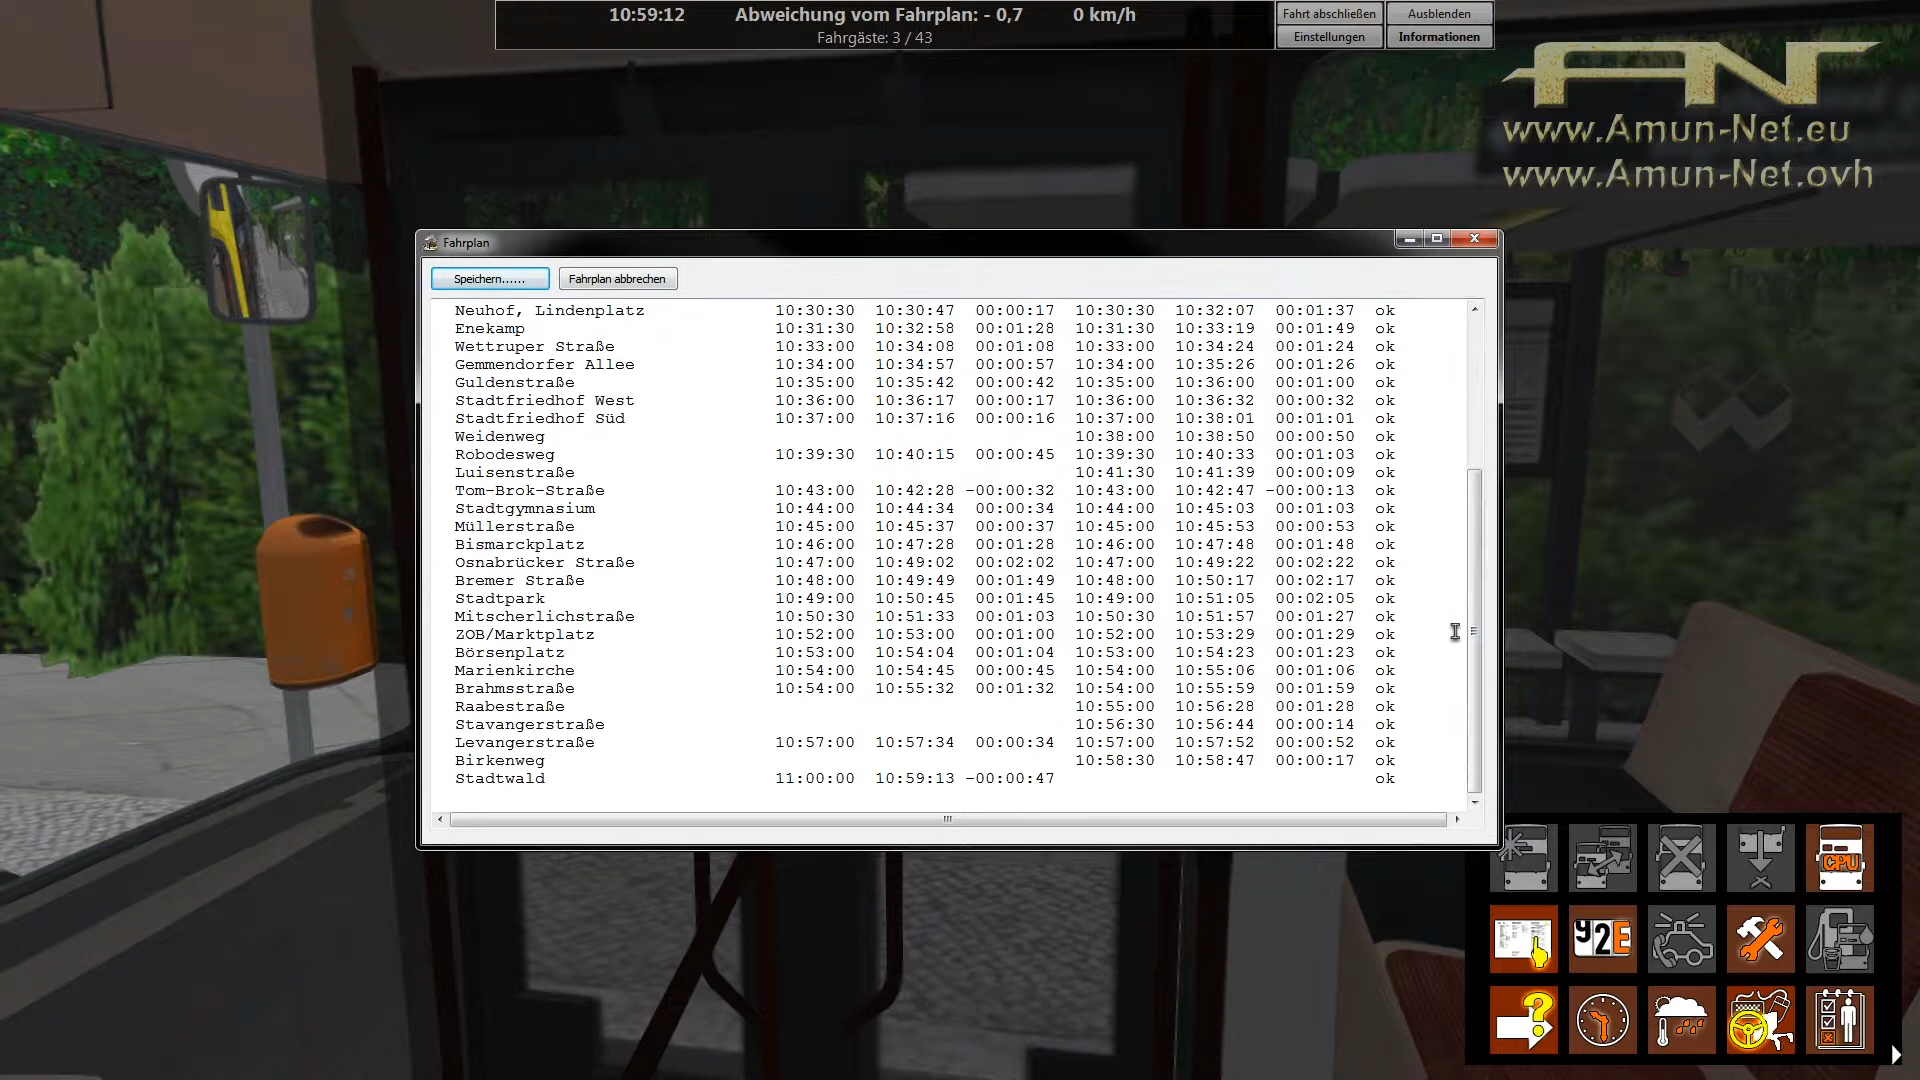 10:59:12 Abweichung vom Fahrplan: - 0,7 0 km/h
Fahrgäste: 3 / 43
Fahrt abschließen Ausblenden
Einstellungen Informationen
AN
www.Amun-Net.eu
www.Amun-Net.ovh
Fahrplan
Speichern...... Fahrplan abbrechen
Neuhof, Lindenplatz 10:30:30 10:30:47 00:00:17 10:30:30 10:32:07 00:01:37 ok
Enekamp 10:31:30 10:32:58 00:01:28 10:31:30 10:33:19 00:01:49 ok
Wettruper Straße 10:33:00 10:34:08 00:01:08 10:33:00 10:34:24 00:01:24 ok
Gemmendorfer Allee 10:34:00 10:34:57 00:00:57 10:34:00 10:35:26 00:01:26 ok
Guldenstraße 10:35:00 10:35:42 00:00:42 10:35:00 10:36:00 00:01:00 ok
Stadtfriedhof West 10:36:00 10:36:17 00:00:17 10:36:00 10:36:32 00:00:32 ok
Stadtfriedhof Süd 10:37:00 10:37:16 00:00:16 10:37:00 10:38:01 00:01:01 ok
Weidenweg 10:38:00 10:38:50 00:00:50 ok
Robodesweg 10:39:30 10:40:15 00:00:45 10:39:30 10:40:33 00:01:03 ok
Luisenstraße 10:41:30 10:41:39 00:00:09 ok
Tom-Brok-Straße 10:43:00 10:42:28 -00:00:32 10:43:00 10:42:47 -00:00:13 ok
Stadtgymnasium 10:44:00 10:44:34 00:00:34 10:44:00 10:45:03 00:01:03 ok
Müllerstraße 10:45:00 10:45:37 00:00:37 10:45:00 10:45:53 00:00:53 ok
Bismarckplatz 10:46:00 10:47:28 00:01:28 10:46:00 10:47:48 00:01:48 ok
Osnabrücker Straße 10:47:00 10:49:02 00:02:02 10:47:00 10:49:22 00:02:22 ok
Bremer Straße 10:48:00 10:49:49 00:01:49 10:48:00 10:50:17 00:02:17 ok
Stadtpark 10:49:00 10:50:45 00:01:45 10:49:00 10:51:05 00:02:05 ok
Mitscherlichstraße 10:50:30 10:51:33 00:01:03 10:50:30 10:51:57 00:01:27 ok
ZOB/Marktplatz 10:52:00 10:53:00 00:01:00 10:52:00 10:53:29 00:01:29 ok
Börsenplatz 10:53:00 10:54:04 00:01:04 10:53:00 10:54:23 00:01:23 ok
Marienkirche 10:54:00 10:54:45 00:00:45 10:54:00 10:55:06 00:01:06 ok
Brahmsstraße 10:54:00 10:55:32 00:01:32 10:54:00 10:55:59 00:01:59 ok
Raabestraße 10:55:00 10:56:28 00:01:28 ok
Stavangerstraße 10:56:30 10:56:44 00:00:14 ok
Levangerstraße 10:57:00 10:57:34 00:00:34 10:57:00 10:57:52 00:00:52 ok
Birkenweg 10:58:30 10:58:47 00:00:17 ok
Stadtwald 11:00:00 10:59:13 -00:00:47 ok
CPU
92E